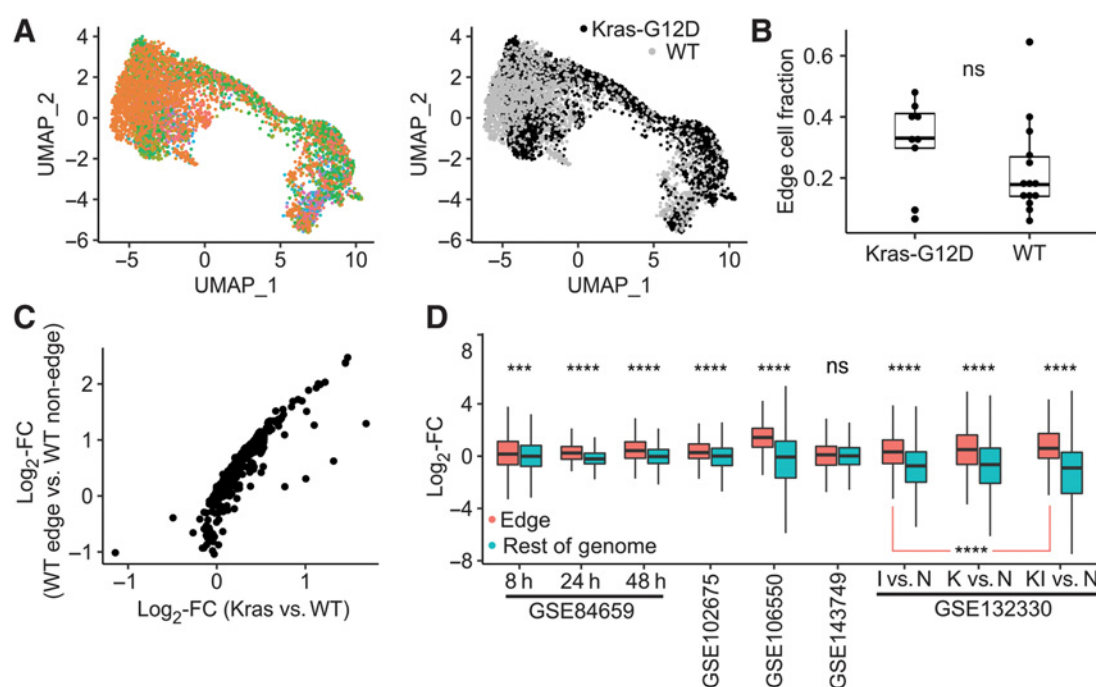 A
4
2
0
−2
−4
−6
UMAP_2
−5
0
5
10
UMAP_1
4
2
0
−2
−4
−6
UMAP_2
−5
0
5
10
UMAP_1
Kras-G12D
WT
B
0.6
0.4
0.2
Edge cell fraction
ns
Kras-G12D
WT
C
Log2-FC
(WT edge vs. WT non-edge)
2
1
0
−1
−1
0
1
Log2-FC (Kras vs. WT)
D
8
4
0
−4
−8
Log2-FC
***
****
****
****
****
ns
****
****
****
Edge
Rest of genome
****
8 h
24 h
48 h
GSE84659
GSE102675
GSE106550
GSE143749
I vs. N
K vs. N
KI vs. N
GSE132330